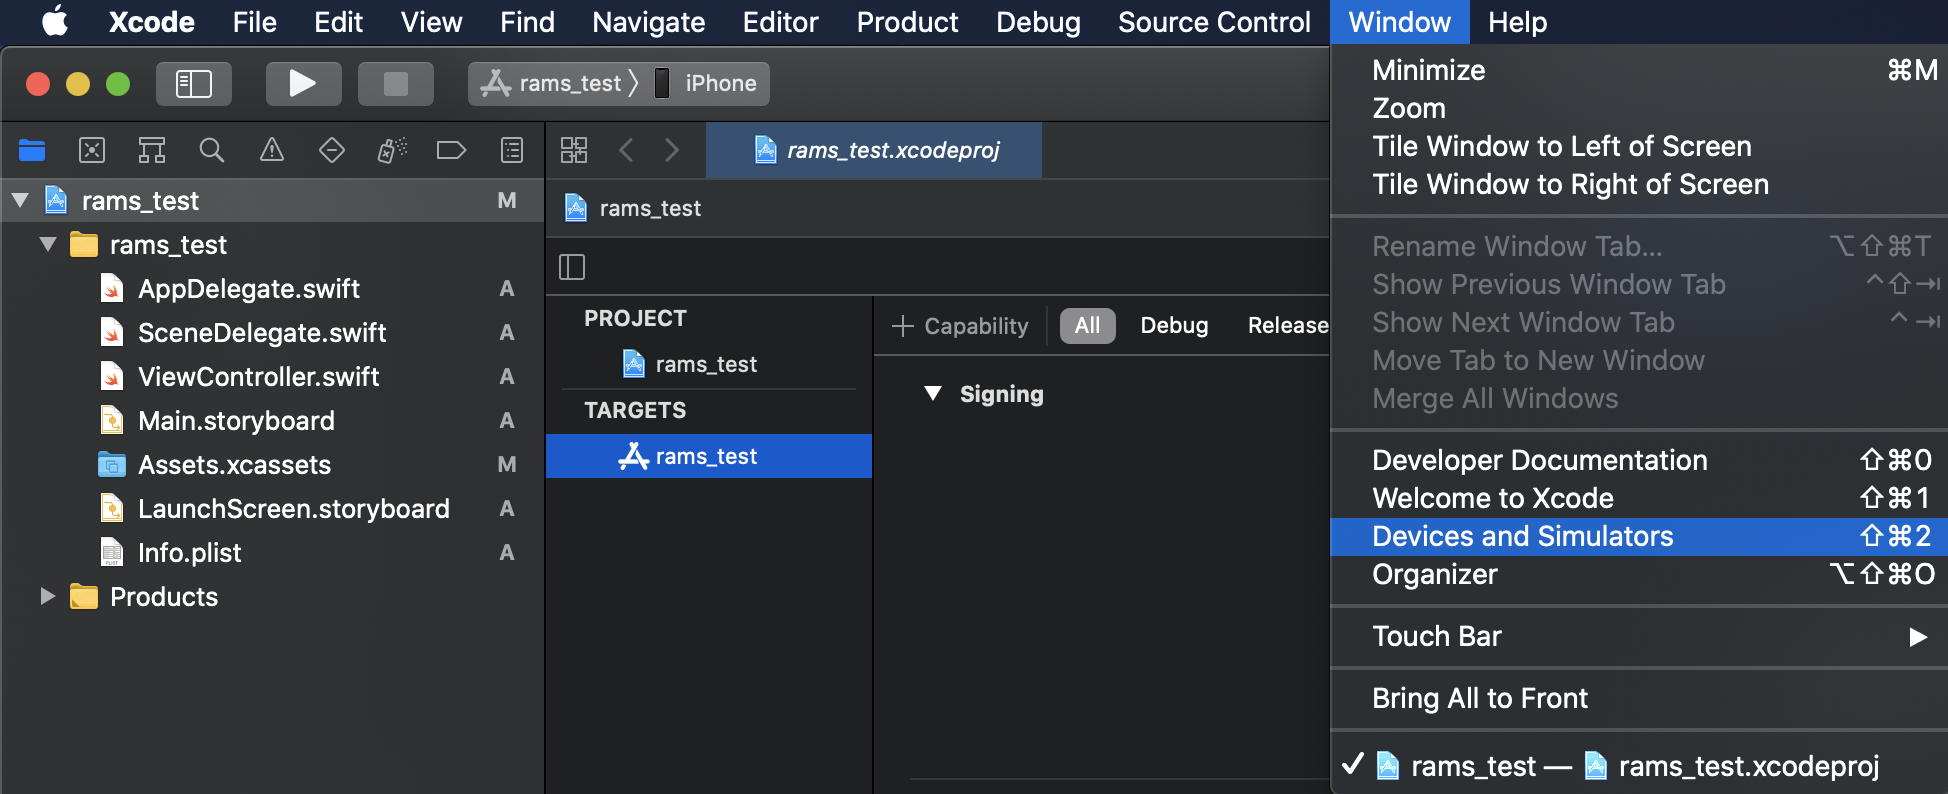 Xcode File Edit View Find Navigate Editor Product Debug Source Control Window Help
rams_test 〉 iPhone
rams_test.xcodeproj
rams_test M
rams_test
AppDelegate.swift A
SceneDelegate.swift A
ViewController.swift A
Main.storyboard A
Assets.xcassets M
LaunchScreen.storyboard A
Info.plist A
Products
rams_test
PROJECT
rams_test
TARGETS
rams_test
+ Capability All Debug Release
Signing
Minimize ⌘M
Zoom
Tile Window to Left of Screen
Tile Window to Right of Screen
Rename Window Tab... ⌥⇧⌘T
Show Previous Window Tab ^⇧⇥
Show Next Window Tab ^⇥
Move Tab to New Window
Merge All Windows
Developer Documentation ⇧⌘0
Welcome to Xcode ⇧⌘1
Devices and Simulators ⇧⌘2
Organizer ⌥⇧⌘O
Touch Bar ▶
Bring All to Front
✓ rams_test — rams_test.xcodeproj